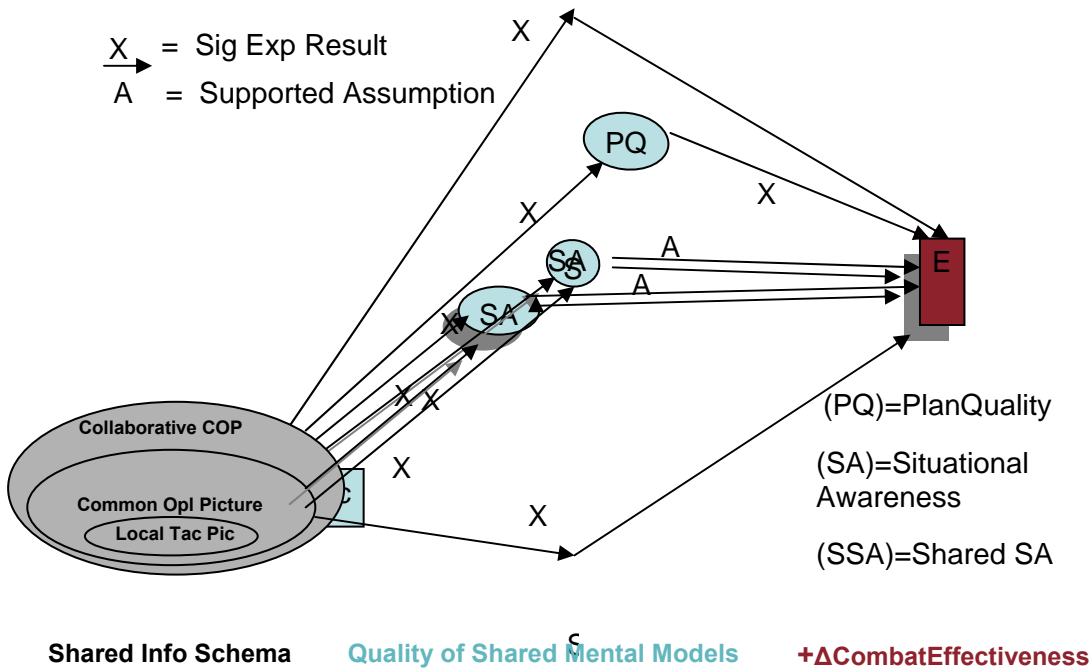 X = Sig Exp Result
A = Supported Assumption
X
PQ
X
X
SA
S
A
A
E
SA
X
X
X
X
X
Collaborative COP
Common Opl Picture
Local Tac Pic
c
(PQ)=PlanQuality
(SA)=Situational
Awareness
(SSA)=Shared SA
S
Shared Info Schema
Quality of Shared Mental Models
+ΔCombatEffectiveness